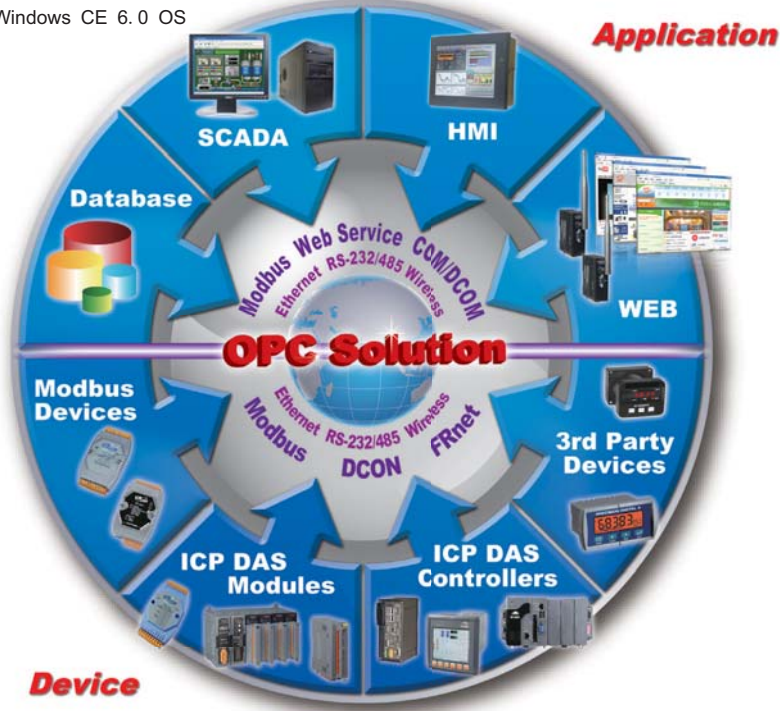 Windows CE 6. 0 OS
Application
SCADA
HMI
Database
WEB
Modbus Web Service COM/DCOM
Ethernet RS-232/485 Wireless
OPC Solution
Ethernet RS-232/485 Wireless
Modbus DCON FRnet
Modbus
Devices
3rd Party
Devices
68383
ICP DAS
Modules
ICP DAS
Controllers
Device